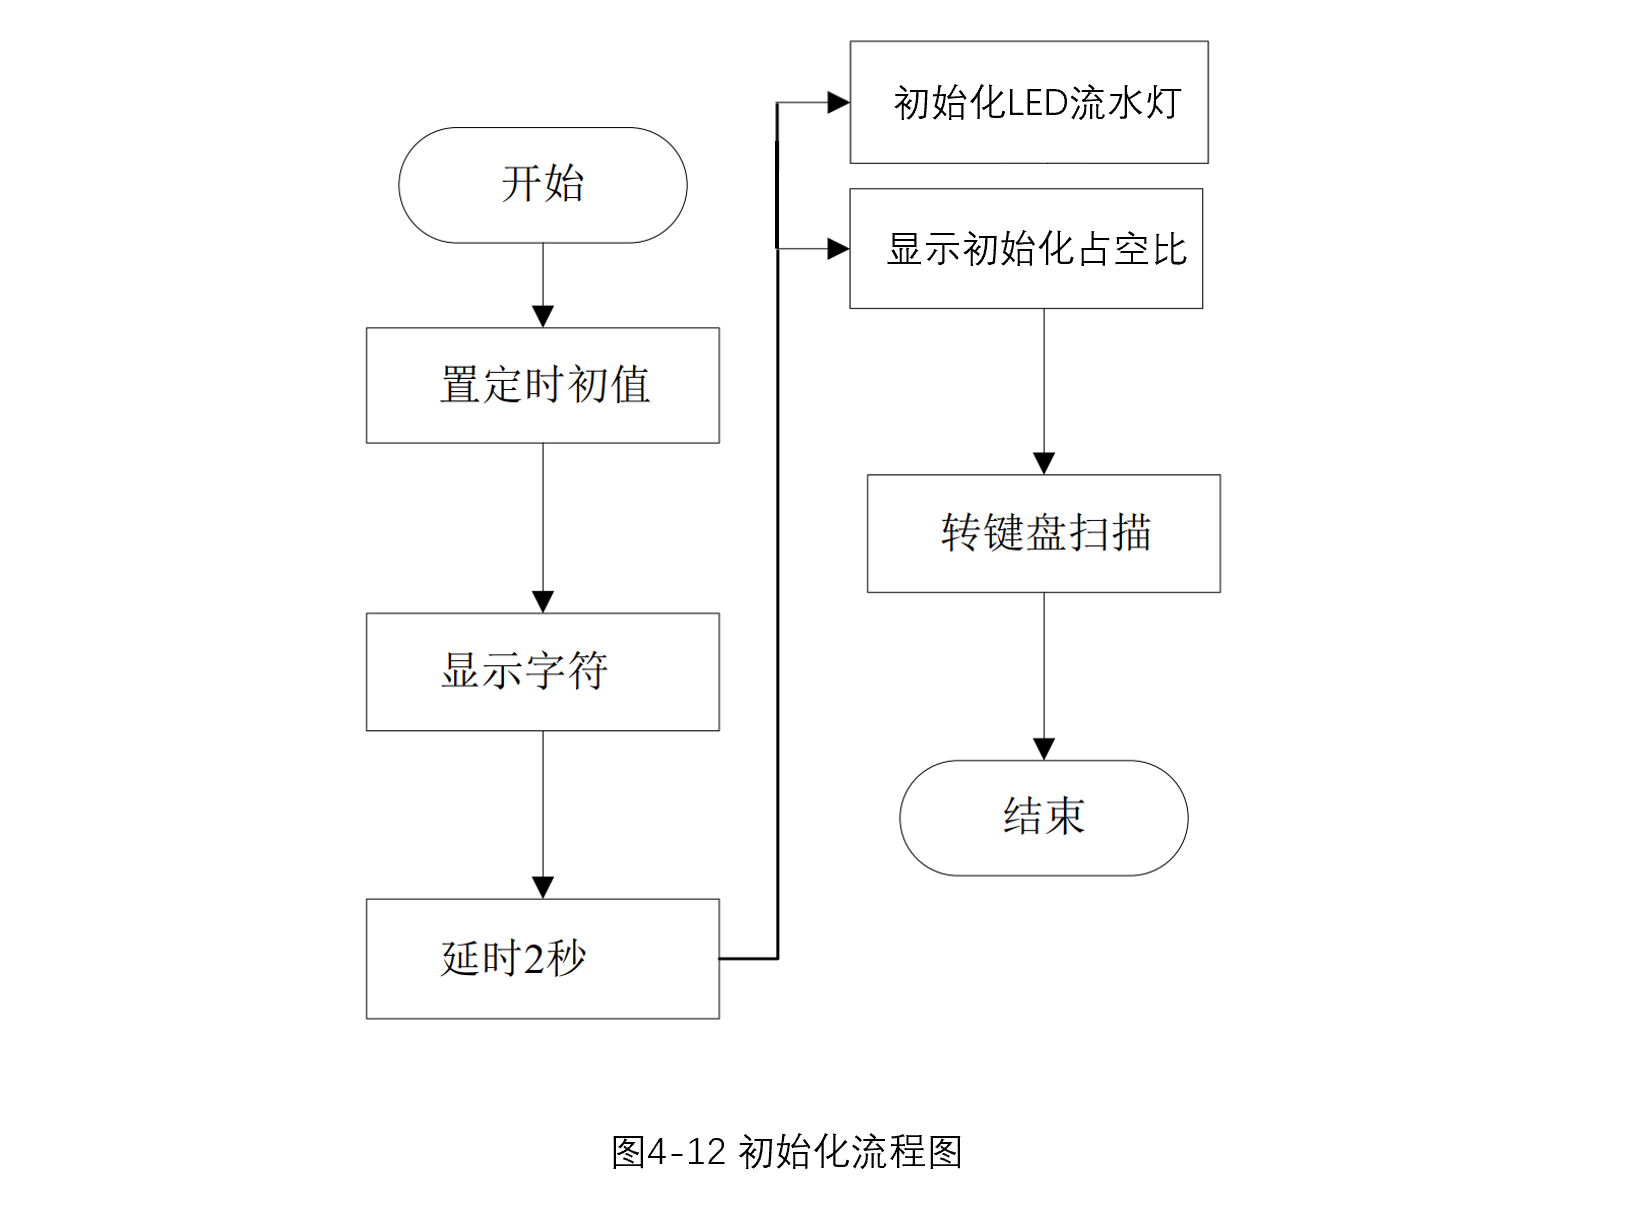 开始
置定时初值
显示字符
延时2秒
初始化LED流水灯
显示初始化占空比
转键盘扫描
结束
图4-12 初始化流程图